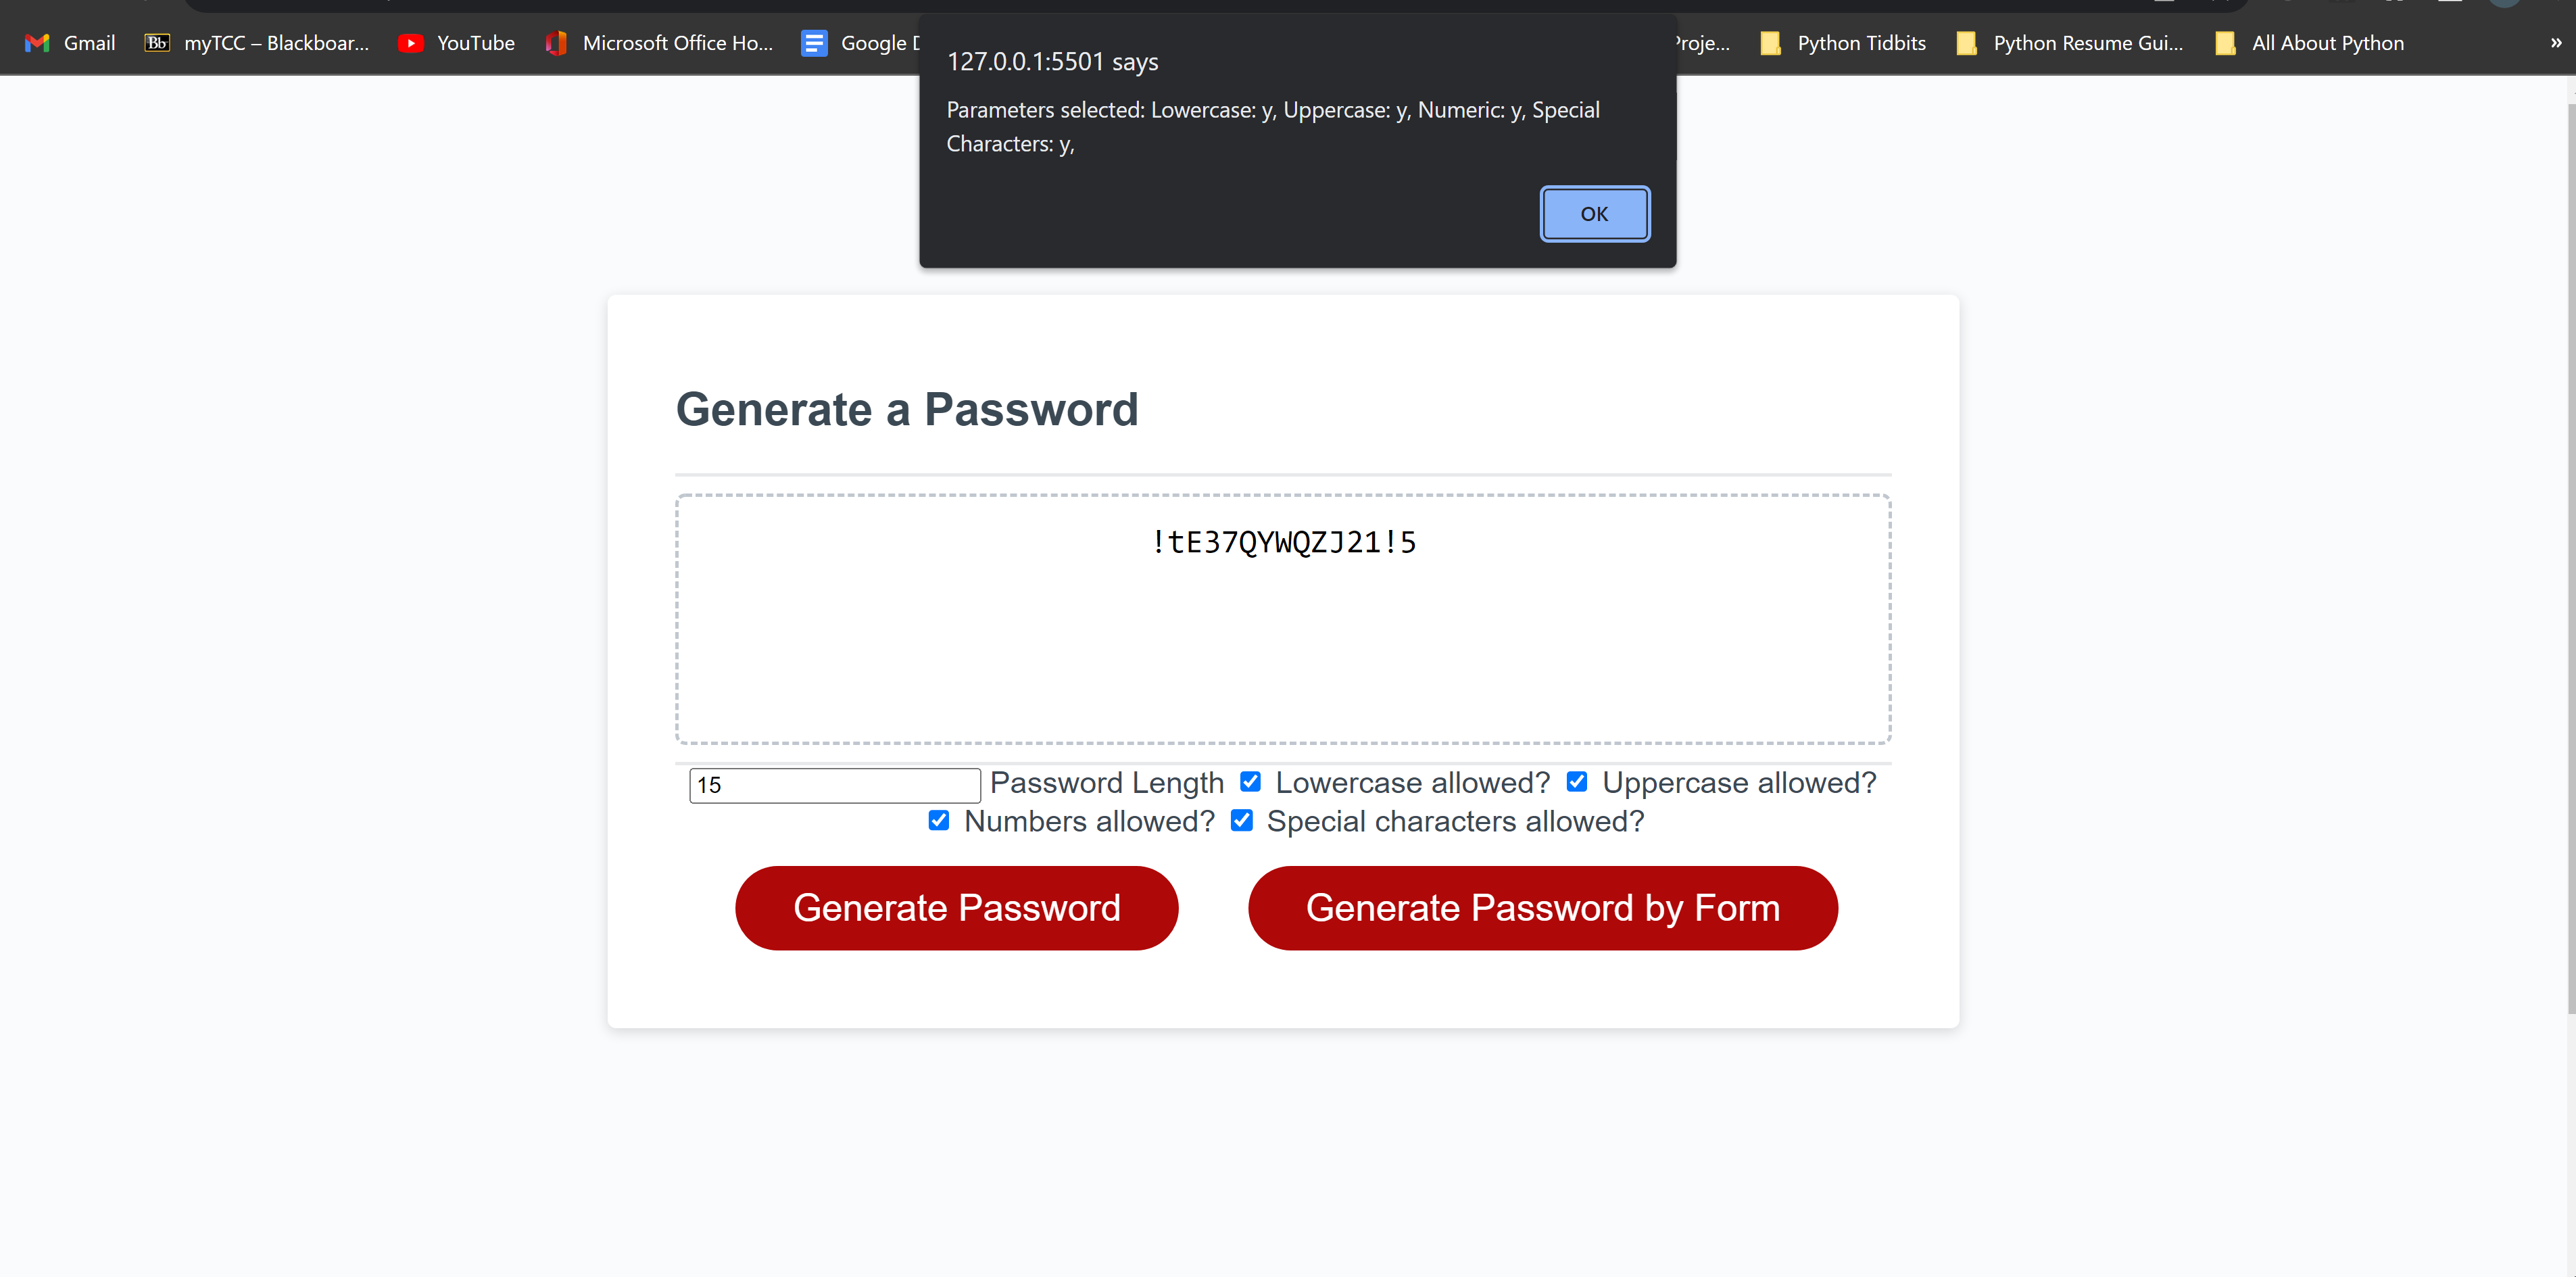 Gmail
myTCC – Blackboar...
YouTube
Microsoft Office Ho...
Google
Proje...
Python Tidbits
Python Resume Gui...
All About Python
»
127.0.0.1:5501 says
Parameters selected: Lowercase: y, Uppercase: y, Numeric: y, Special
Characters: y,
OK
Generate a Password
!tE37QYWQZJ21!5
15 Password Length Lowercase allowed? Uppercase allowed?
Numbers allowed? Special characters allowed?
Generate Password Generate Password by Form